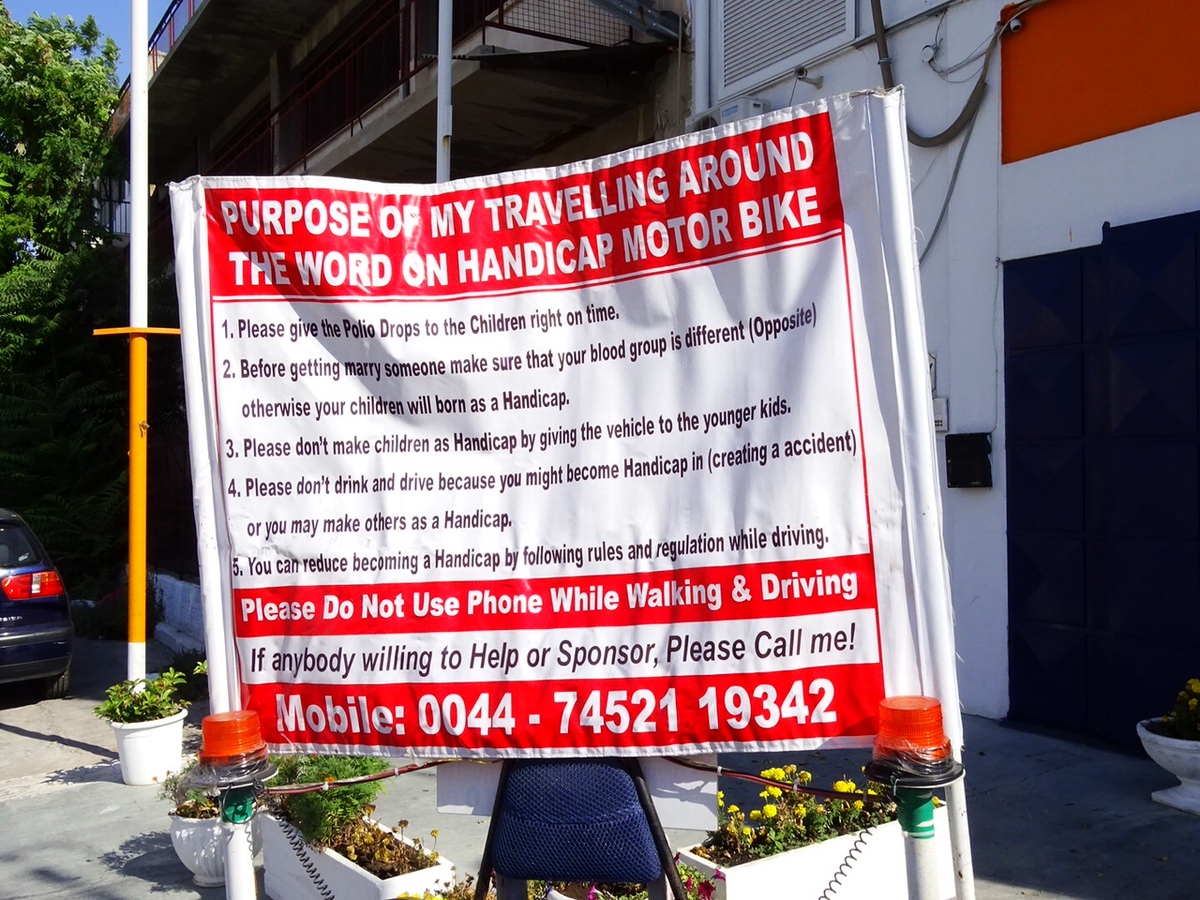 PURPOSE OF MY TRAVELLING AROUND
THE WORD ON HANDICAP MOTOR BIKE
1. Please give the Polio Drops to the Children right on time.
2. Before getting marry someone make sure that your blood group is different (Opposite)
otherwise your children will born as a Handicap.
3. Please don't make children as Handicap by giving the vehicle to the younger kids.
4. Please don't drink and drive because you might become Handicap in (creating a accident)
or you may make others as a Handicap.
5. You can reduce becoming a Handicap by following rules and regulation while driving.
Please Do Not Use Phone While Walking & Driving
If anybody willing to Help or Sponsor, Please Call me!
Mobile: 0044 - 74521 19342